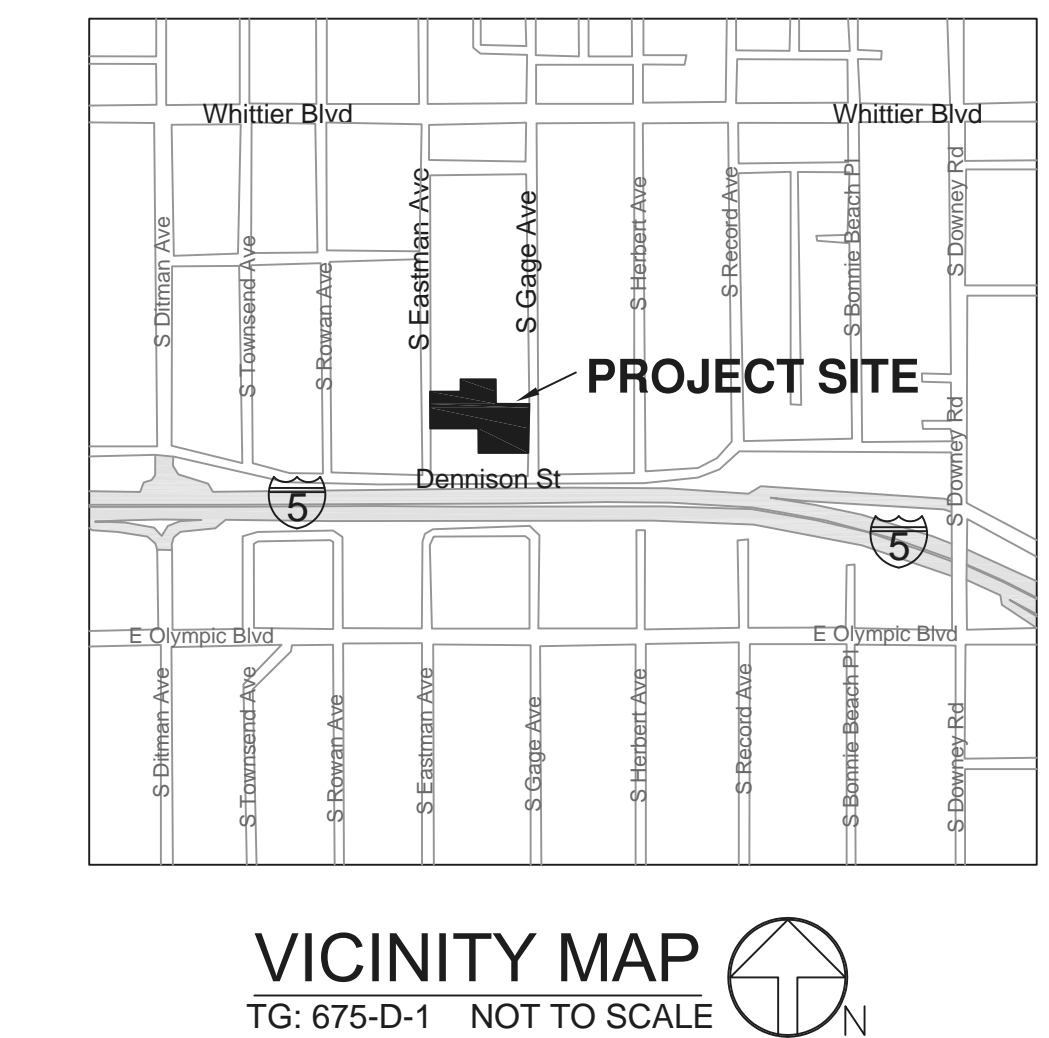 Whittier Blvd
Whittier Blvd
S Ditman Ave
S Townsend Ave
S Rowan Ave
S Eastman Ave
S Gage Ave
S Herbert Ave
S Record Ave
S Bonnie Beach Pl
S Downey Rd
PROJECT SITE
S Downey Rd
Dennison St
5
5
E Olympic Blvd
E Olympic Blvd
S Ditman Ave
S Townsend Ave
S Rowan Ave
S Eastman Ave
S Gage Ave
S Herbert Ave
S Record Ave
S Bonnie Beach Pl
S Downey Rd
VICINITY MAP
TG: 675-D-1 NOT TO SCALE
N